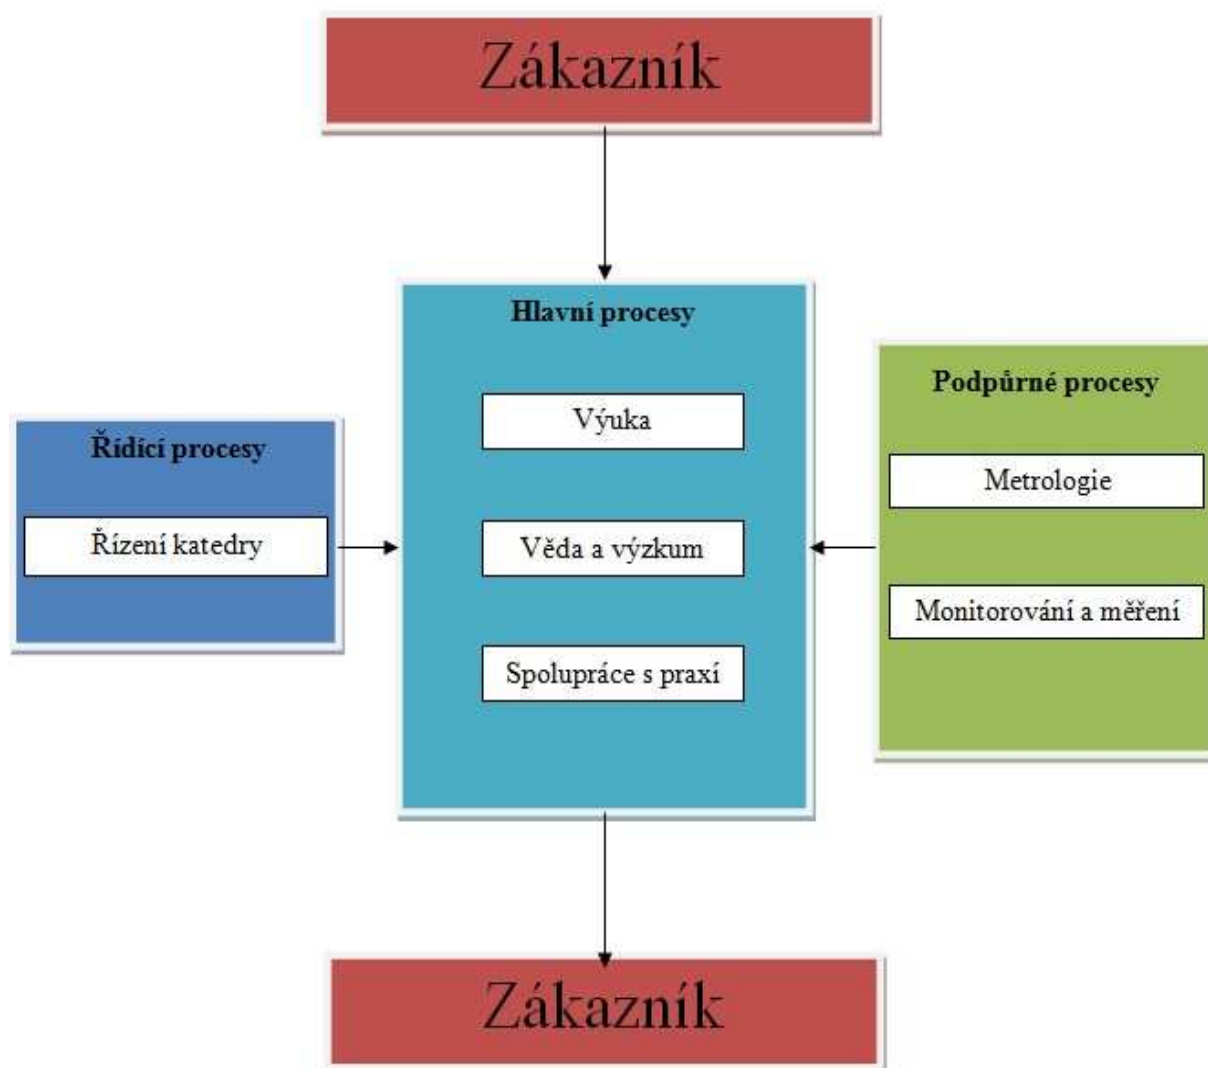 Zákazník
Hlavní procesy
Výuka
Věda a výzkum
Spolupráce s praxí
Řídící procesy
Řízení katedry
Podpůrné procesy
Metrologie
Monitorování a měření
Zákazník